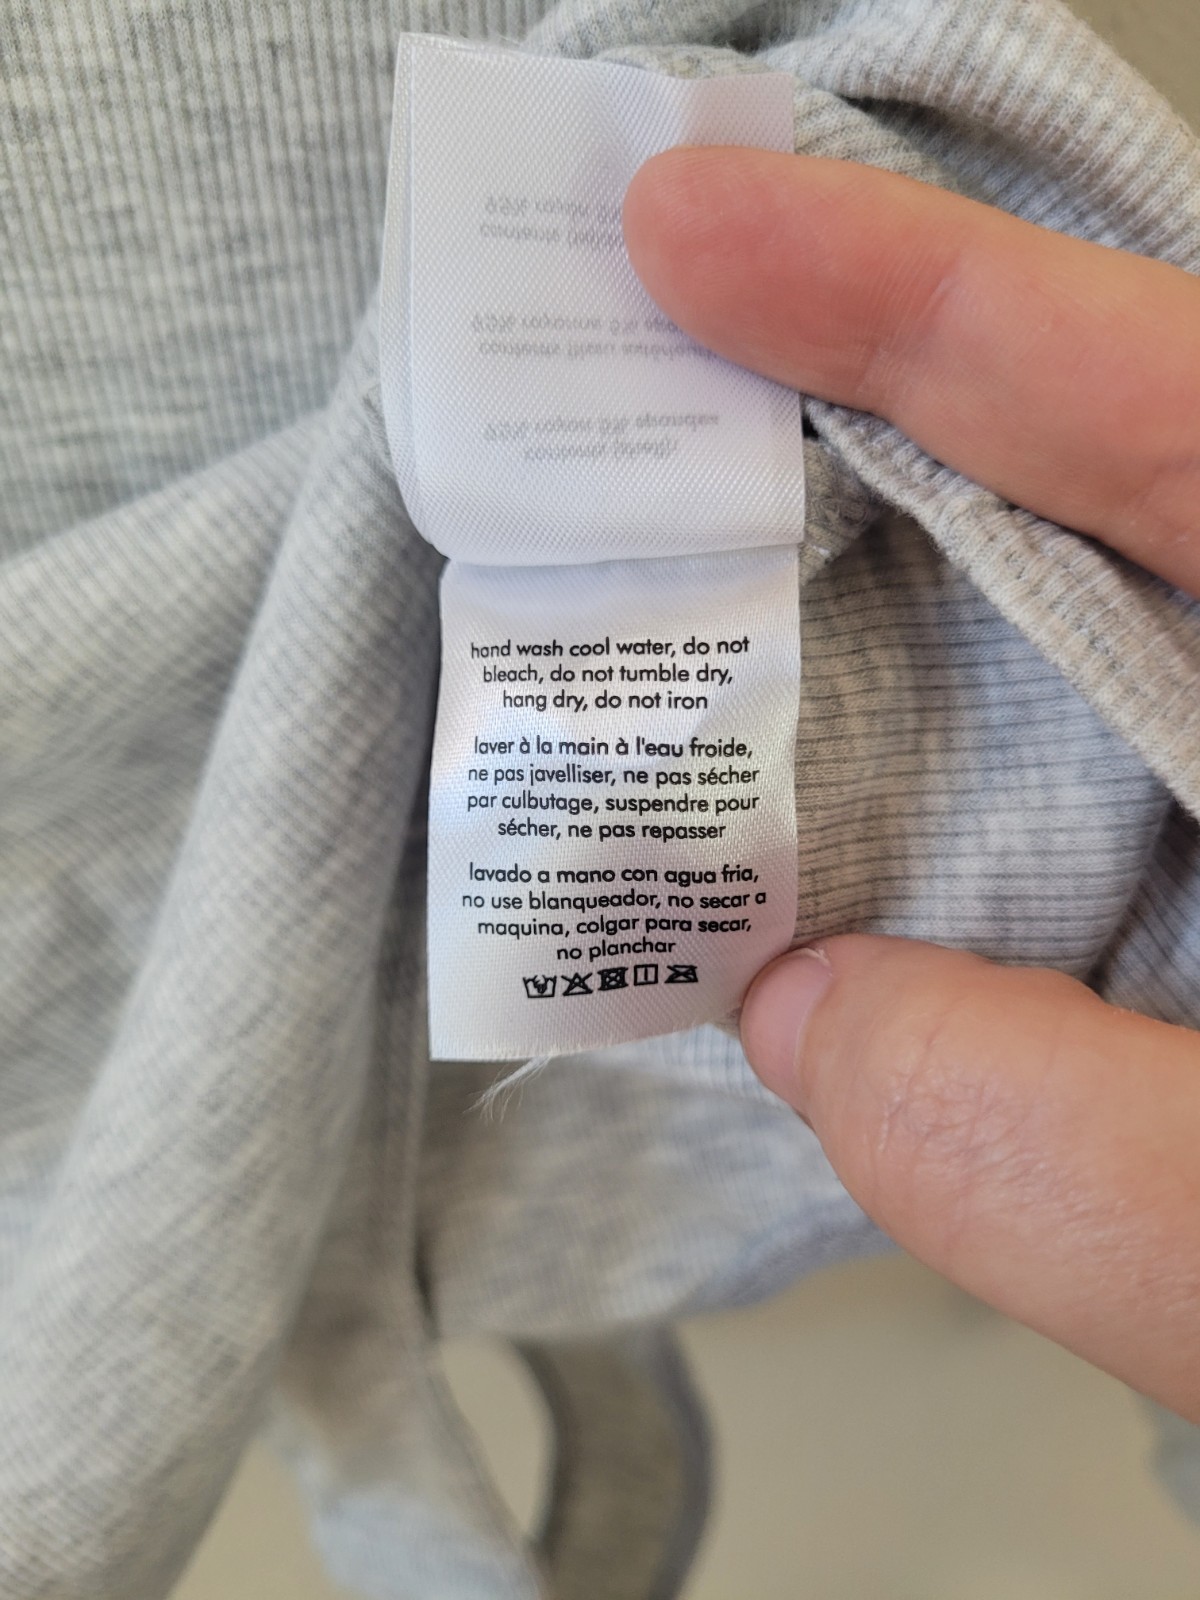 hand wash cool water, do not
bleach, do not tumble dry,
hang dry, do not iron
laver à la main à l'eau froide,
ne pas javelliser, ne pas sécher
par culbutage, suspendre pour
sécher, ne pas repasser
lavado a mano con agua fria,
no use blanqueador, no secar a
maquina, colgar para secar,
no planchar